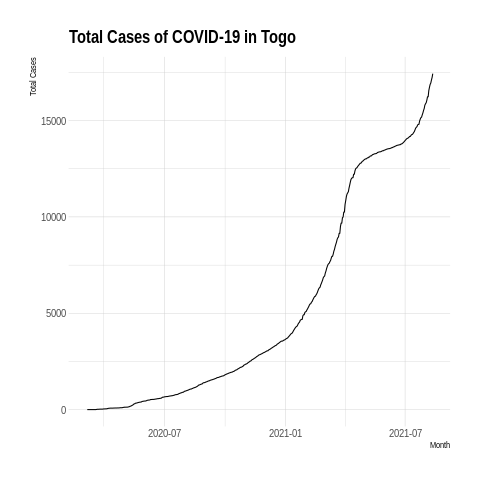 Total Cases of COVID-19 in Togo
Total Cases
15000
10000
5000
0
2020-07
2021-01
2021-07
Month